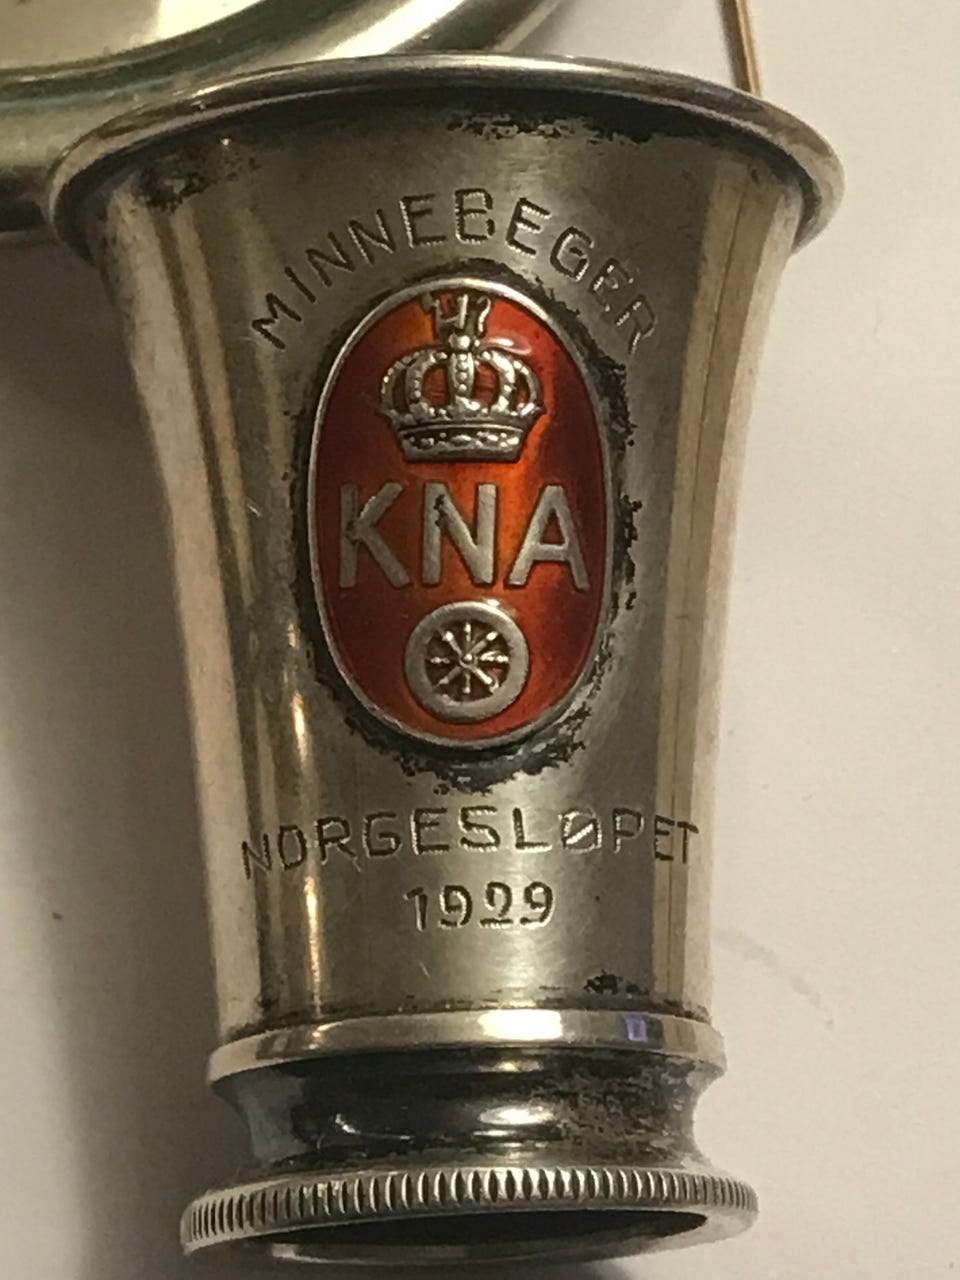 MINNEBEGER
KNA
NORGESLØPET
1929